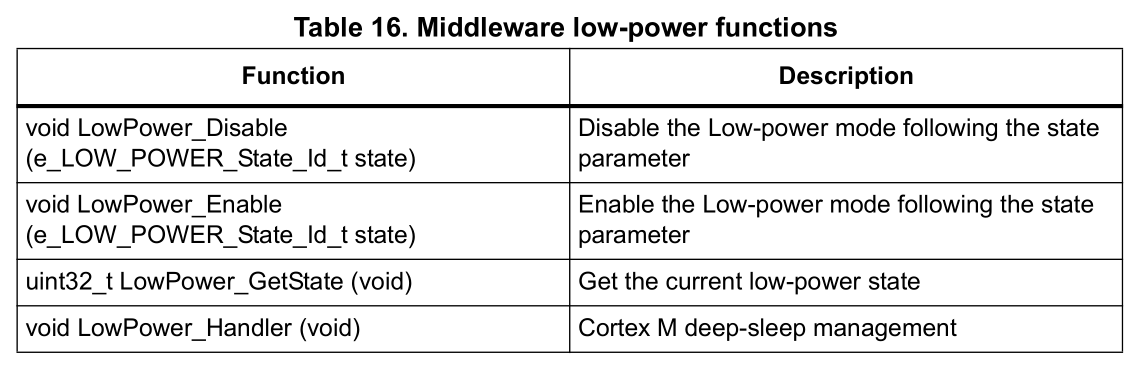 Table 16. Middleware low-power functions
Function
Description
void LowPower_Disable
(e_LOW_POWER_State_Id_t state)
Disable the Low-power mode following the state
parameter
void LowPower_Enable
(e_LOW_POWER_State_Id_t state)
Enable the Low-power mode following the state
parameter
uint32_t LowPower_GetState (void)
Get the current low-power state
void LowPower_Handler (void)
Cortex M deep-sleep management